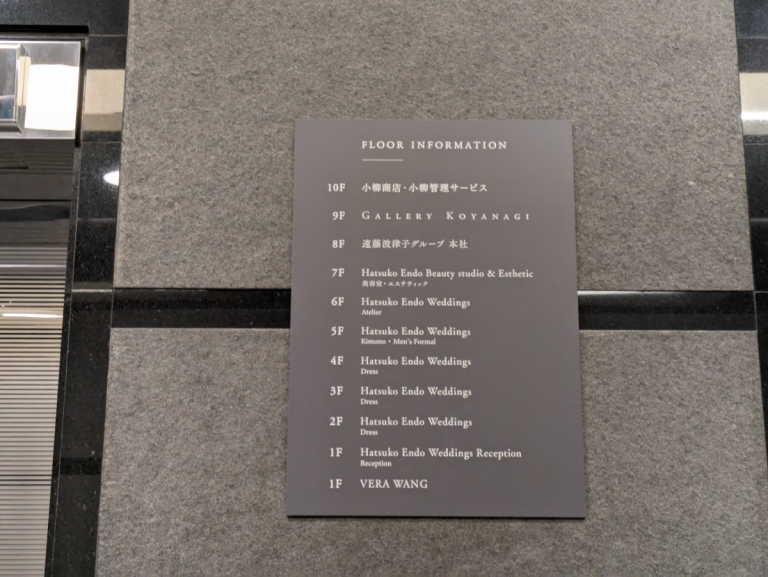 FLOOR INFORMATION
10F 小柳商店・小柳管理サービス
9F GALLERY KOYANAGI
8F 遠藤波津子グループ 本社
7F Hatsuko Endo Beauty studio & Esthetic
美容室・エステティック
6F Hatsuko Endo Weddings
Atelier
5F Hatsuko Endo Weddings
Kimono・Men's Formal
4F Hatsuko Endo Weddings
Dress
3F Hatsuko Endo Weddings
Dress
2F Hatsuko Endo Weddings
Dress
1F Hatsuko Endo Weddings Reception
Reception
1F VERA WANG